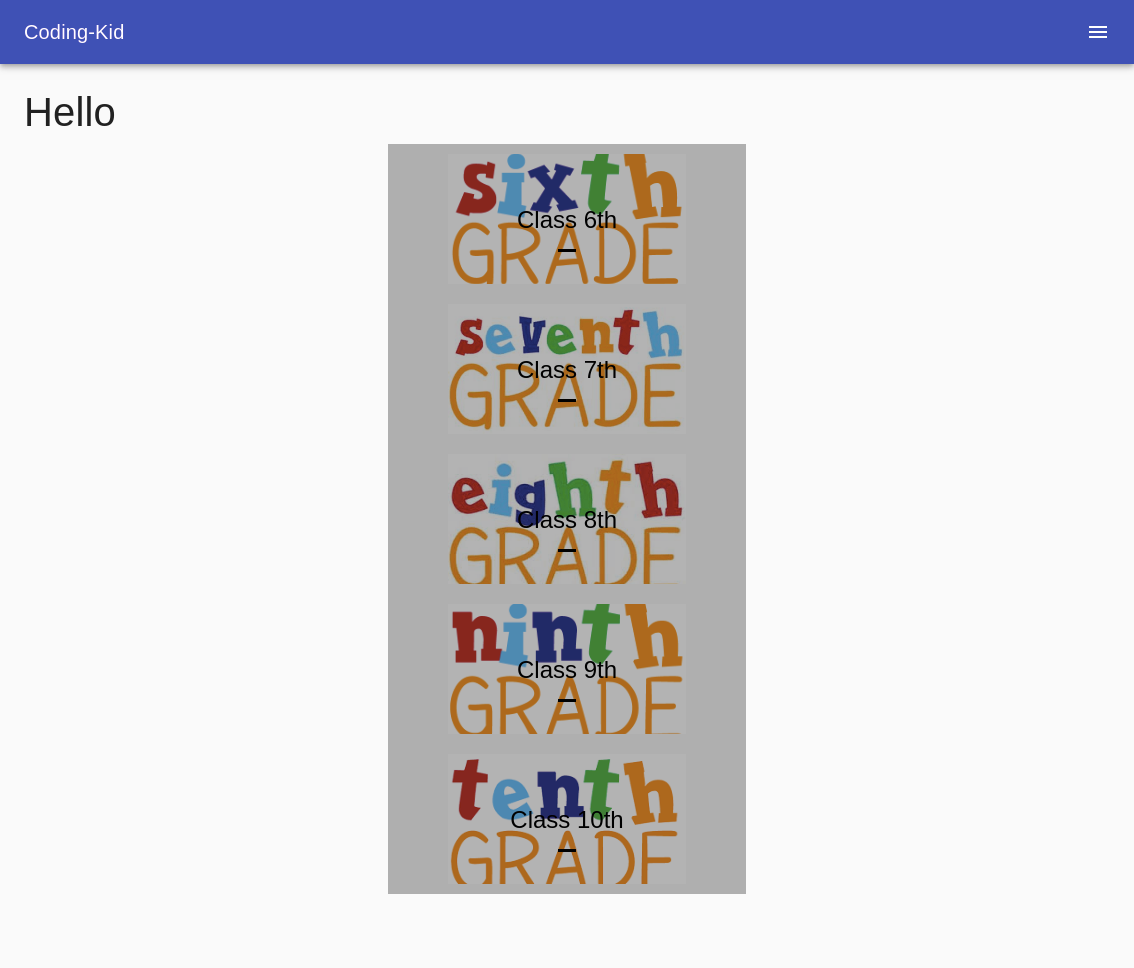 Coding-Kid
Hello
sixth
Class 6th
GRADE
seventh
Class 7th
GRADE
eighth
Class 8th
GRADE
ninth
Class 9th
GRADE
tenth
Class 10th
GRADE